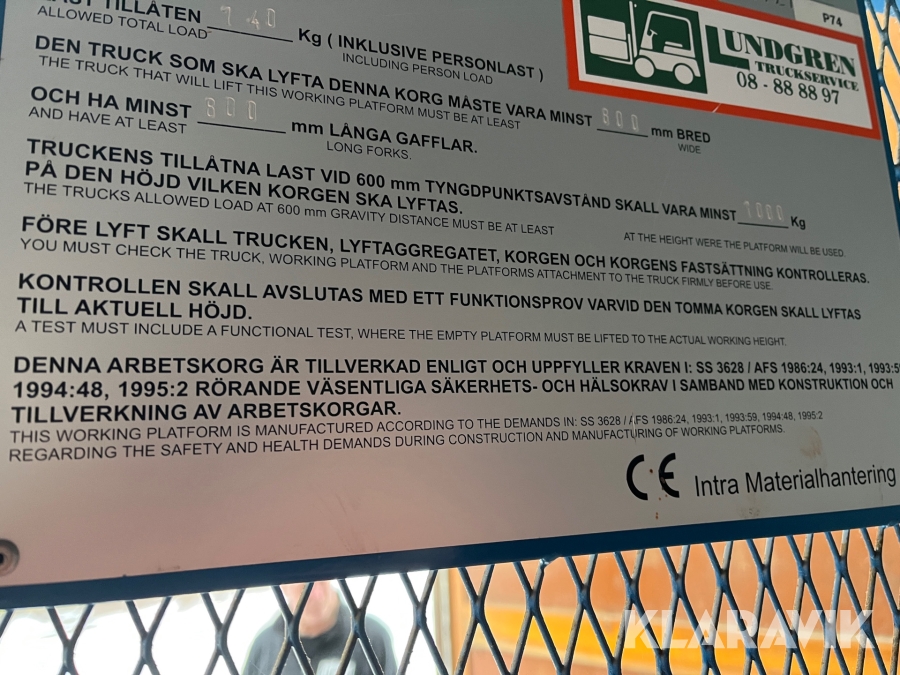 TILLÅTEN 140 Kg ( INKLUSIVE PERSONLAST )
ALLOWED TOTAL LOAD INCLUDING PERSON LOAD
DEN TRUCK SOM SKA LYFTA DENNA KORG MÅSTE VARA MINST 800 mm BRED
THE TRUCK THAT WILL LIFT THIS WORKING PLATFORM MUST BE AT LEAST WIDE
OCH HA MINST 800 mm LÅNGA GAFFLAR.
AND HAVE AT LEAST LONG FORKS.
TRUCKENS TILLÅTNA LAST VID 600 mm TYNGDPUNKTSAVSTÅND SKALL VARA MINST 1000 Kg
PÅ DEN HÖJD VILKEN KORGEN SKA LYFTAS.
THE TRUCKS ALLOWED LOAD AT 600 mm GRAVITY DISTANCE MUST BE AT LEAST AT THE HEIGHT WERE THE PLATFORM WILL BE USED.
FÖRE LYFT SKALL TRUCKEN, LYFTAGGREGATET, KORGEN OCH KORGENS FASTSÄTTNING KONTROLLERAS.
YOU MUST CHECK THE TRUCK, WORKING PLATFORM AND THE PLATFORMS ATTACHMENT TO THE TRUCK FIRMLY BEFORE USE.
KONTROLLEN SKALL AVSLUTAS MED ETT FUNKTIONSPROV VARVID DEN TOMMA KORGEN SKALL LYFTAS
TILL AKTUELL HÖJD.
A TEST MUST INCLUDE A FUNCTIONAL TEST, WHERE THE EMPTY PLATFORM MUST BE LIFTED TO THE ACTUAL WORKING HEIGHT.
DENNA ARBETSKORG ÄR TILLVERKAD ENLIGT OCH UPPFYLLER KRAVEN I: SS 3628 / AFS 1986:24, 1993:1, 1993:59
1994:48, 1995:2 RÖRANDE VÄSENTLIGA SÄKERHETS- OCH HÄLSOKRAV I SAMBAND MED KONSTRUKTION OCH
TILLVERKNING AV ARBETSKORGAR.
THIS WORKING PLATFORM IS MANUFACTURED ACCORDING TO THE DEMANDS IN: SS 3628 / AFS 1986:24, 1993:1, 1993:59, 1994:48, 1995:2
REGARDING THE SAFETY AND HEALTH DEMANDS DURING CONSTRUCTION AND MANUFACTURING OF WORKING PLATFORMS.
CE Intra Materialhantering
P74
LUNDGREN
TRUCKSERVICE
08 - 88 88 97
KLARAVIK